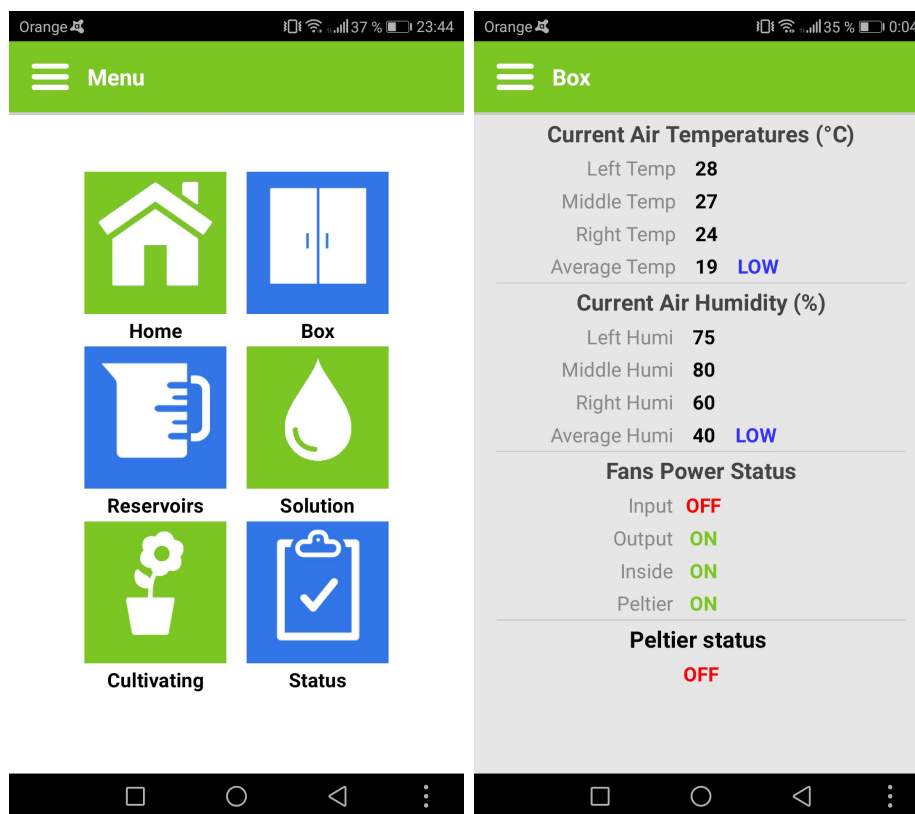 Orange 37 % 23:44
Menu
Home Box
Reservoirs Solution
Cultivating Status
Orange 35 % 0:04
Box
Current Air Temperatures (°C)
Left Temp 28
Middle Temp 27
Right Temp 24
Average Temp 19 LOW
Current Air Humidity (%)
Left Humi 75
Middle Humi 80
Right Humi 60
Average Humi 40 LOW
Fans Power Status
Input OFF
Output ON
Inside ON
Peltier ON
Peltier status
OFF